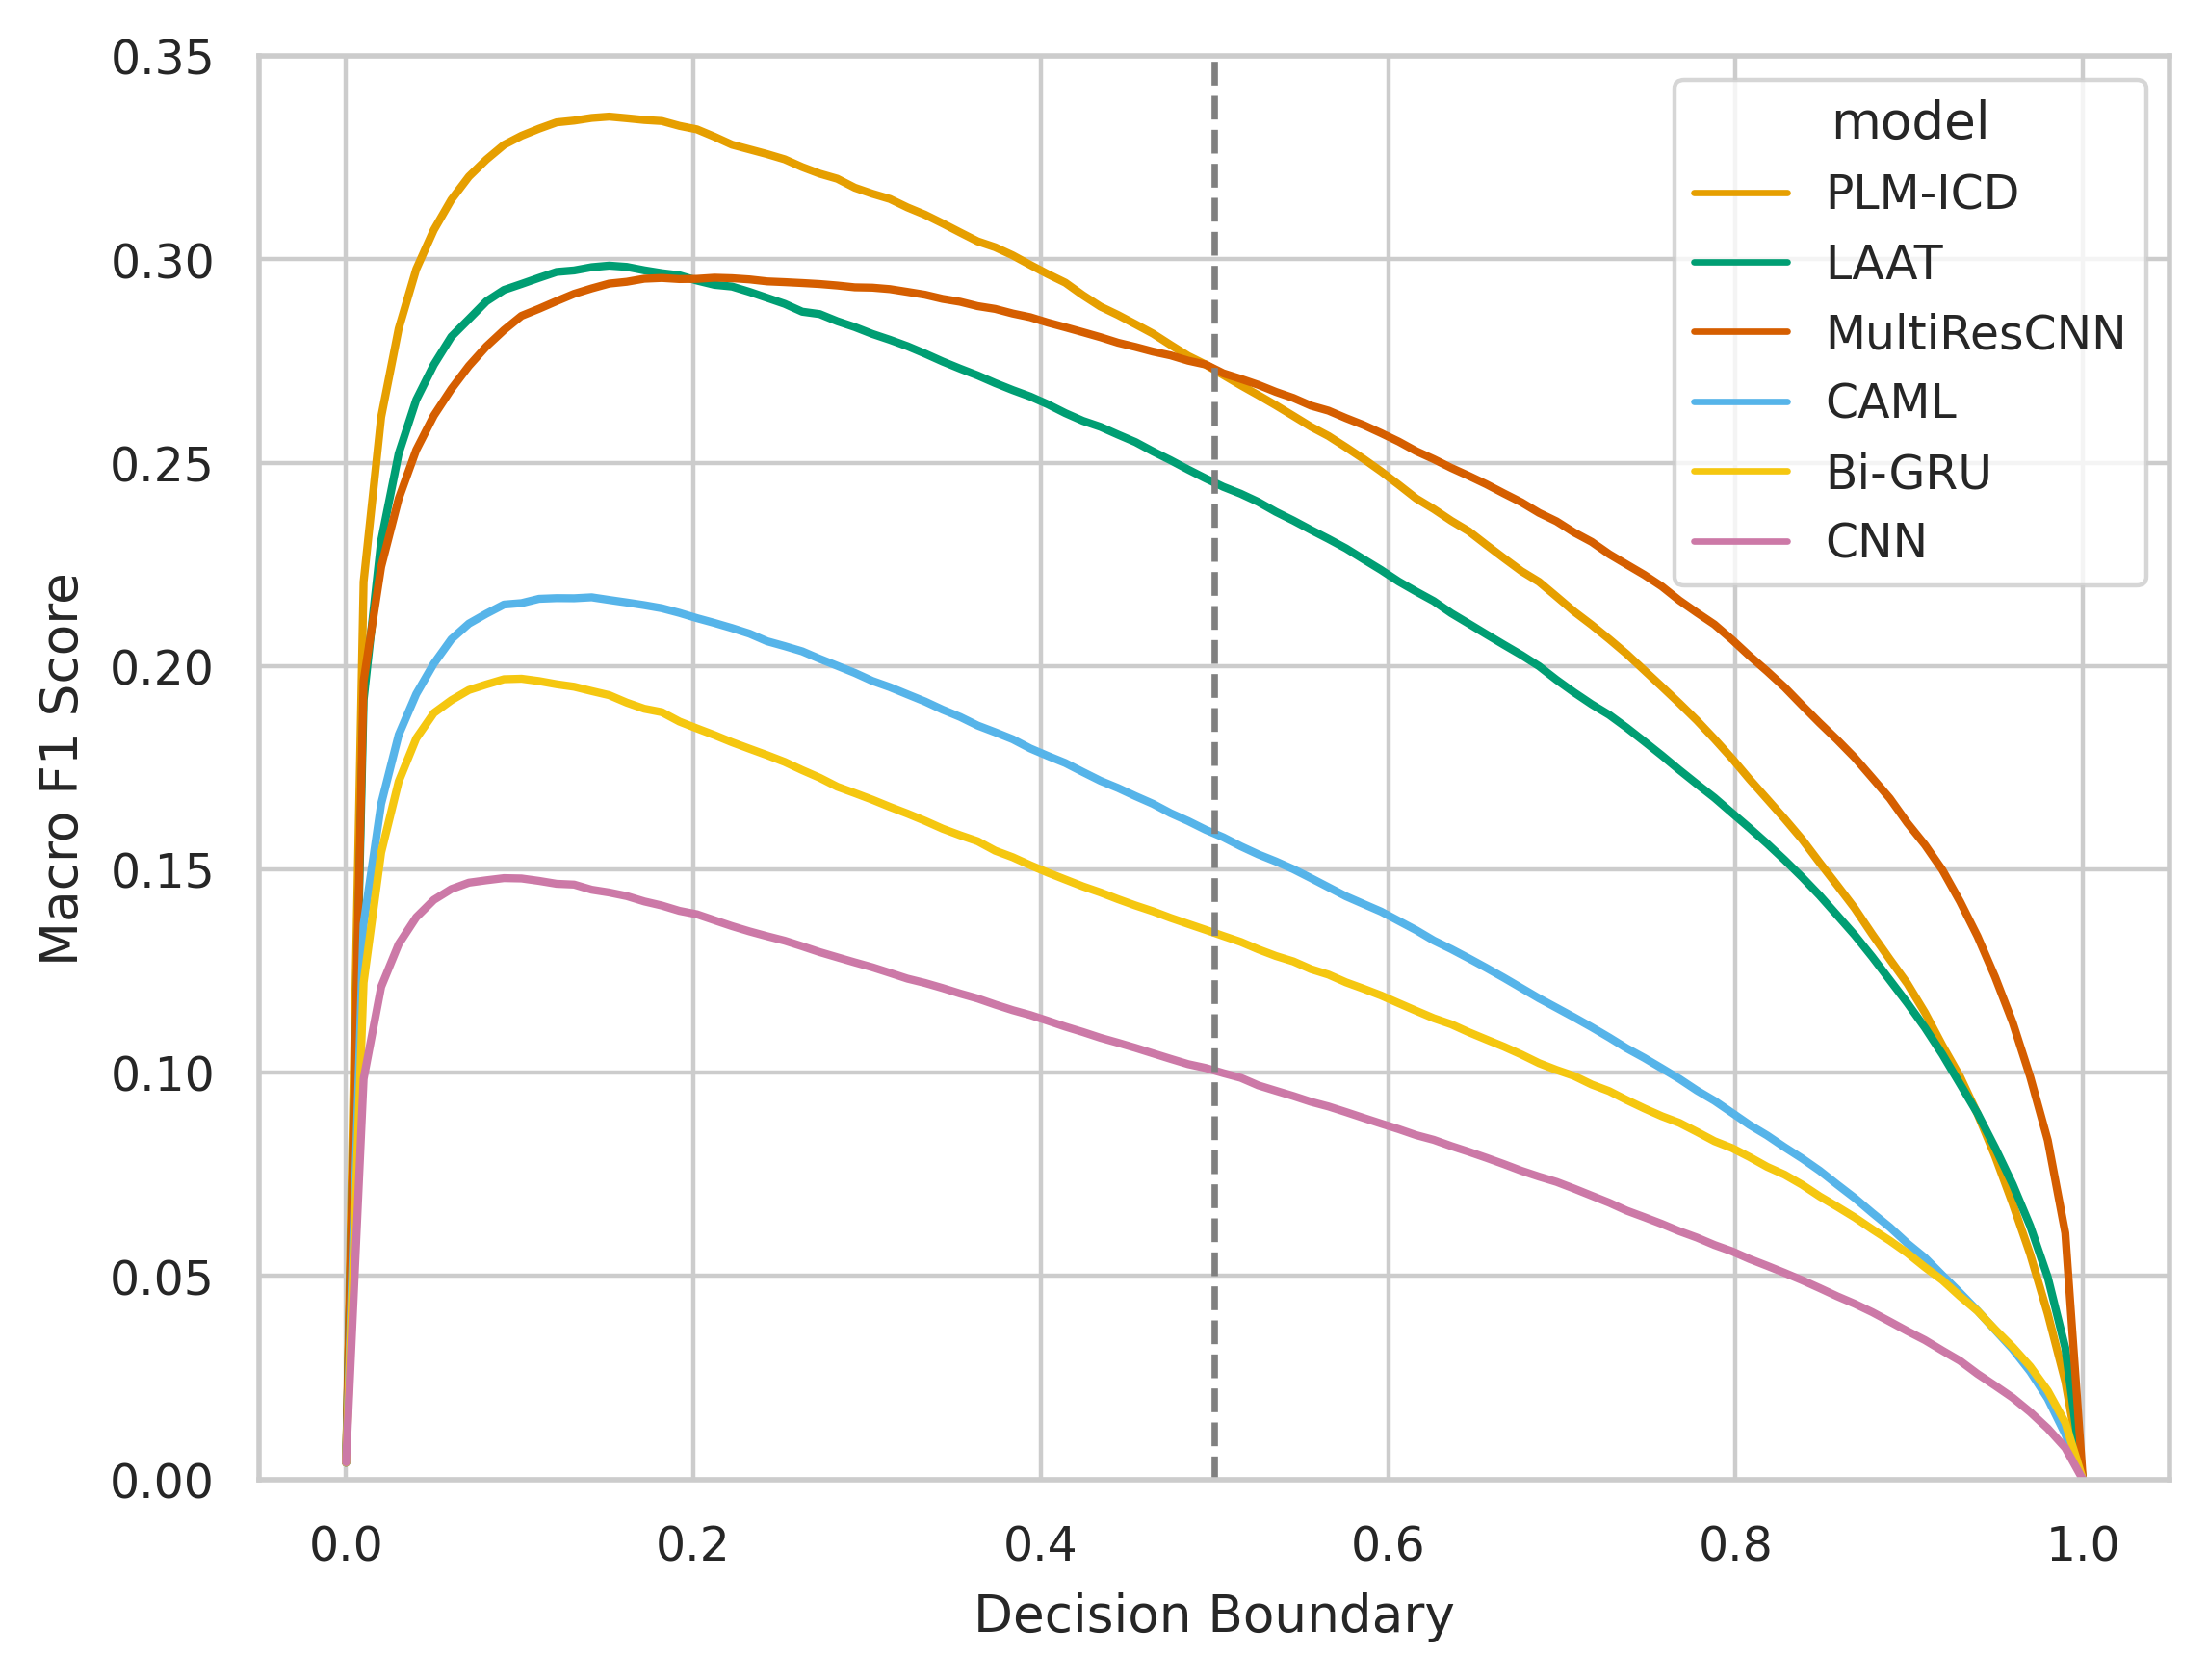 0.35
0.30
0.25
0.20
0.15
0.10
0.05
0.00
Macro F1 Score
0.0 0.2 0.4 0.6 0.8 1.0
Decision Boundary
model
PLM-ICD
LAAT
MultiResCNN
CAML
Bi-GRU
CNN